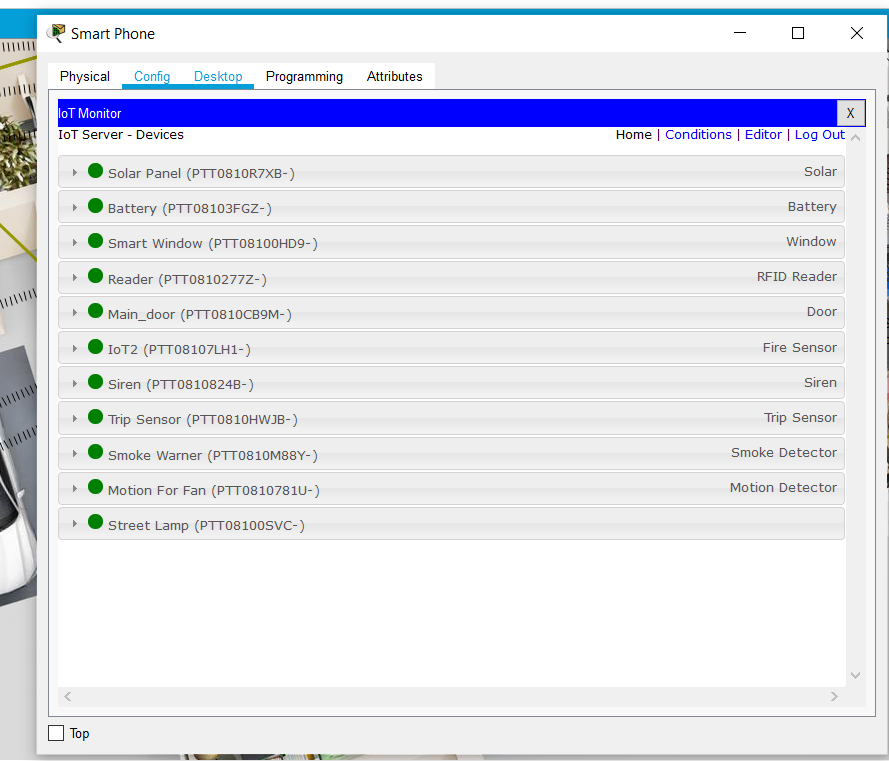 Smart Phone
Physical Config Desktop Programming Attributes
IoT Monitor X
IoT Server - Devices Home | Conditions | Editor | Log Out
Solar Panel (PTT0810R7XB-) Solar
Battery (PTT08103FGZ-) Battery
Smart Window (PTT08100HD9-) Window
Reader (PTT0810277Z-) RFID Reader
Main_door (PTT0810CB9M-) Door
IoT2 (PTT08107LH1-) Fire Sensor
Siren (PTT0810824B-) Siren
Trip Sensor (PTT0810HWJB-) Trip Sensor
Smoke Warner (PTT0810M88Y-) Smoke Detector
Motion For Fan (PTT0810781U-) Motion Detector
Street Lamp (PTT08100SVC-)
Top